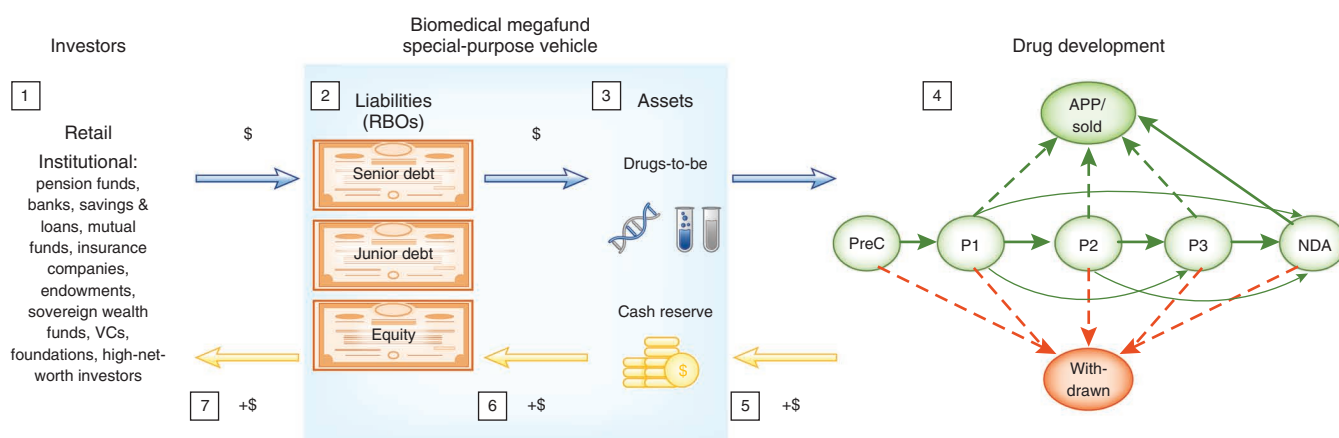 Investors
Biomedical megafund
special-purpose vehicle
Drug development
1
Retail
Institutional:
pension funds,
banks, savings &
loans, mutual
funds, insurance
companies,
endowments,
sovereign wealth
funds, VCs,
foundations, high-net-
worth investors
$
2
Liabilities
(RBOs)
Senior debt
Junior debt
Equity
$
3
Assets
Drugs-to-be
Cash reserve
$
4
APP/
sold
PreC
P1
P2
P3
NDA
With-
drawn
7
+$
6
+$
5
+$